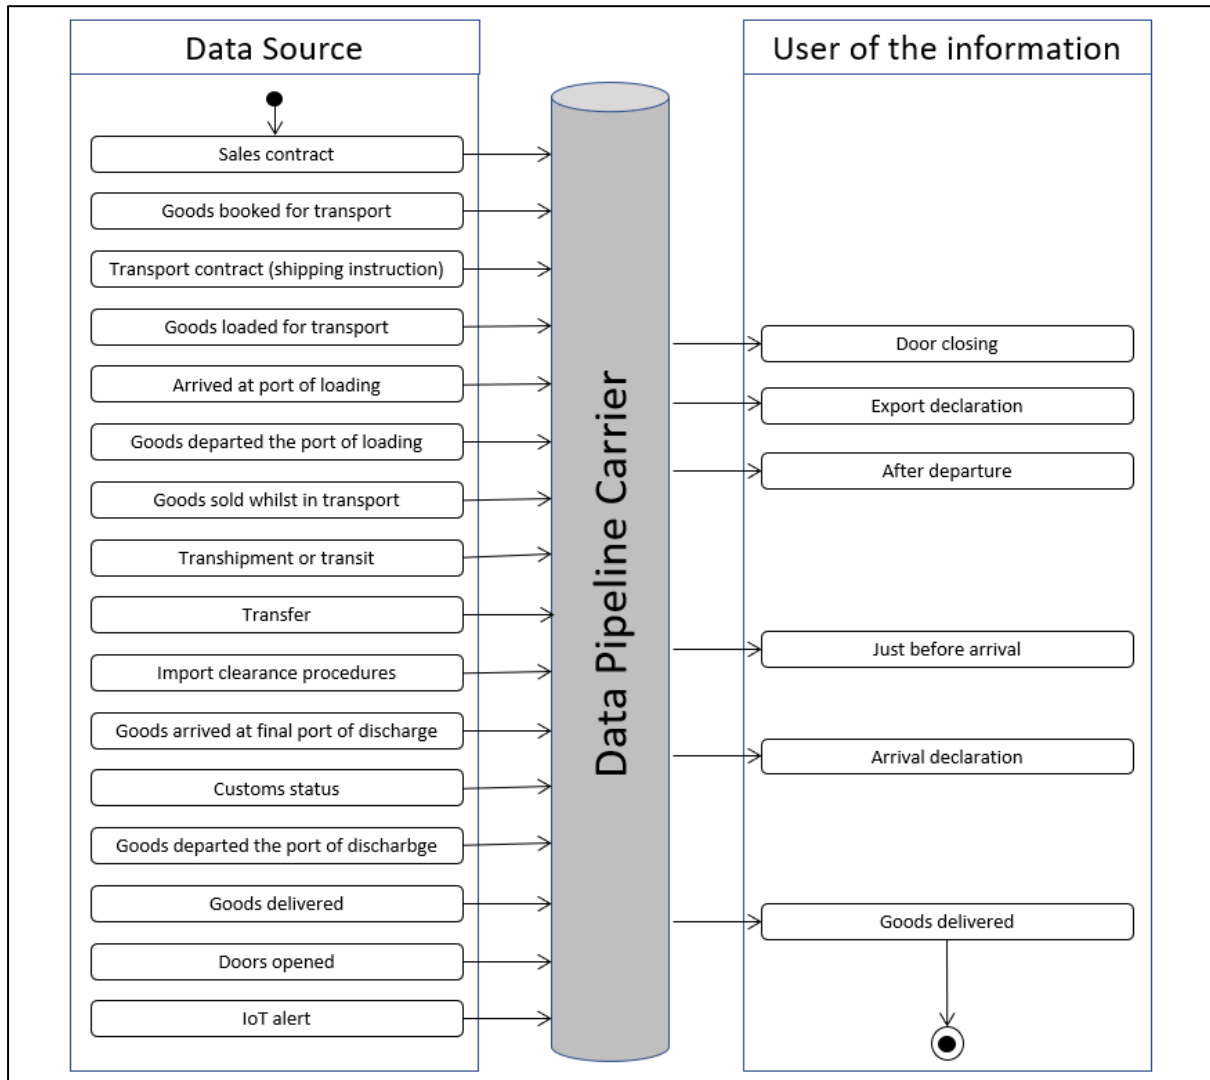 Data Source
Sales contract
Goods booked for transport
Transport contract (shipping instruction)
Goods loaded for transport
Arrived at port of loading
Goods departed the port of loading
Goods sold whilst in transport
Transhipment or transit
Transfer
Import clearance procedures
Goods arrived at final port of discharge
Customs status
Goods departed the port of discharbge
Goods delivered
Doors opened
IoT alert
Data Pipeline Carrier
User of the information
Door closing
Export declaration
After departure
Just before arrival
Arrival declaration
Goods delivered